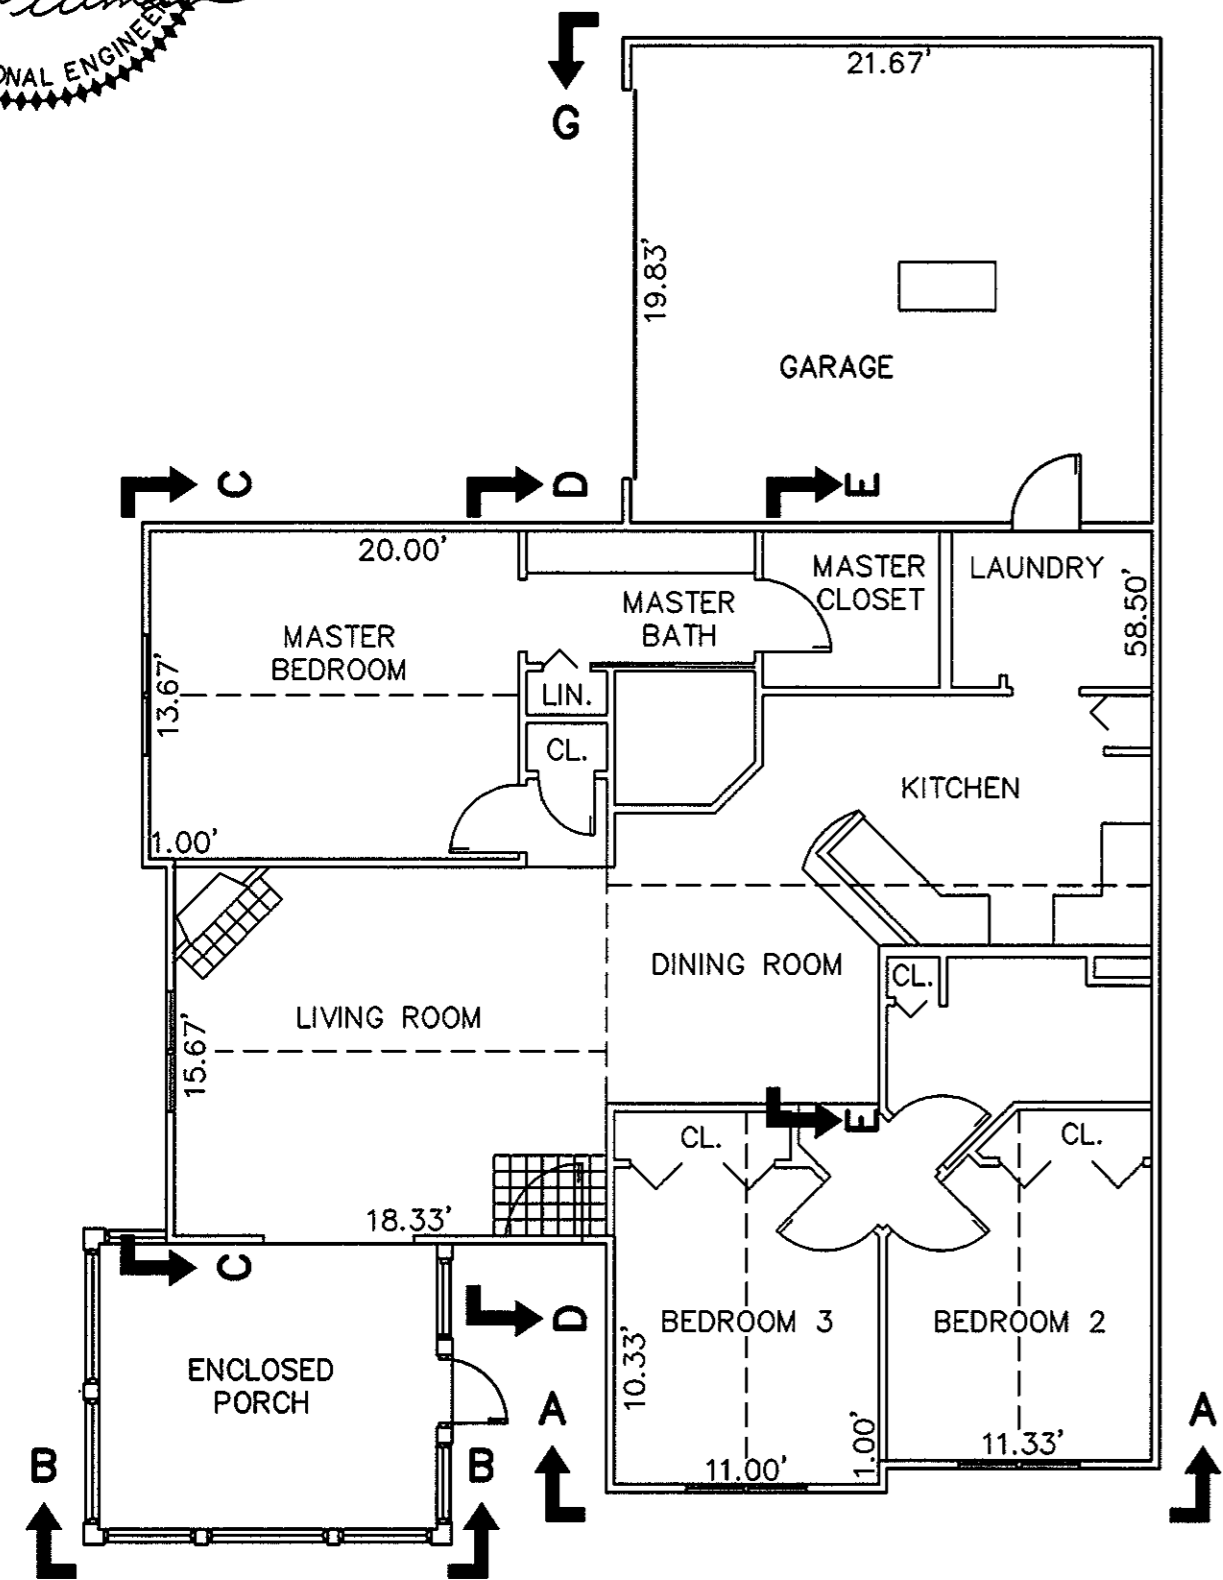 ONAL ENGINEER
G
21.67'
19.83'
GARAGE
C
D
E
20.00'
MASTER
BEDROOM
13.67'
1.00'
MASTER
BATH
MASTER
CLOSET
LAUNDRY
58.50'
LIN.
CL.
KITCHEN
DINING ROOM
CL.
LIVING ROOM
15.67'
E
CL.
CL.
18.33'
C
D
BEDROOM 3
BEDROOM 2
10.33'
ENCLOSED
PORCH
A
A
11.00'
1.00'
11.33'
B
B